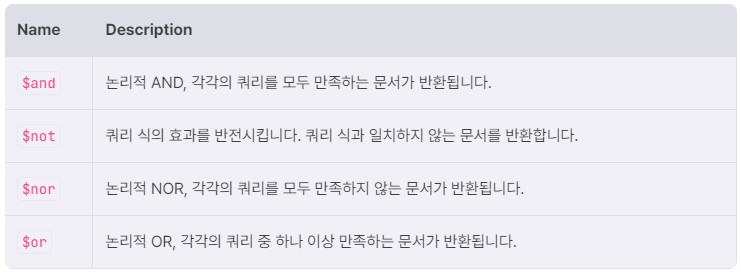 Name Description
$and 논리적 AND, 각각의 쿼리를 모두 만족하는 문서가 반환됩니다.
$not 쿼리 식의 효과를 반전시킵니다. 쿼리 식과 일치하지 않는 문서를 반환합니다.
$nor 논리적 NOR, 각각의 쿼리를 모두 만족하지 않는 문서가 반환됩니다.
$or 논리적 OR, 각각의 쿼리 중 하나 이상 만족하는 문서가 반환됩니다.